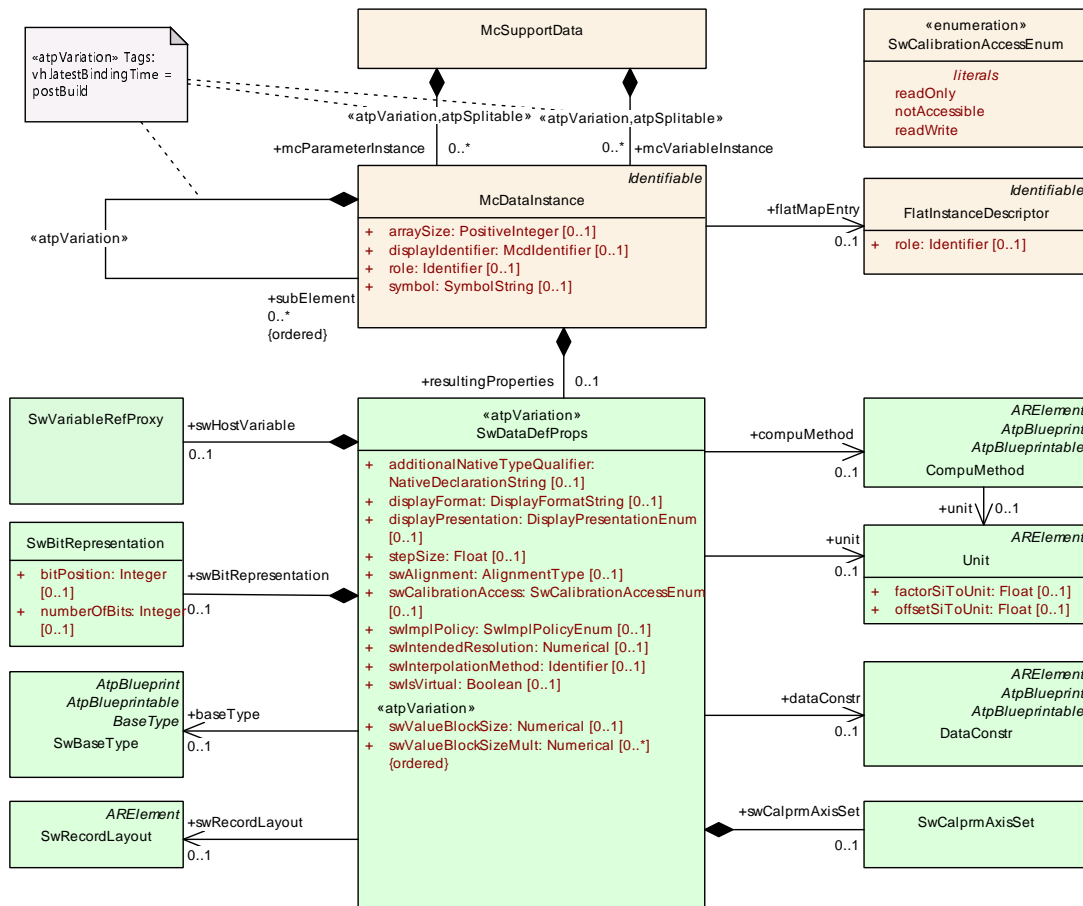 McSupportData
«enumeration»
SwCalibrationAccessEnum
literals
readOnly
notAccessible
readWrite
«atpVariation» Tags:
vh.latestBindingTime =
postBuild
«atpVariation,atpSplitable»
«atpVariation,atpSplitable»
+mcParameterInstance
0..*
0..*
+mcVariableInstance
Identifiable
McDataInstance
+ arraySize: PositiveInteger [0..1]
+ displayIdentifier: McdIdentifier [0..1]
+ role: Identifier [0..1]
+ symbol: SymbolString [0..1]
+flatMapEntry
0..1
Identifiable
FlatInstanceDescriptor
+ role: Identifier [0..1]
«atpVariation»
+subElement
0..*
{ordered}
+resultingProperties
0..1
SwVariableRefProxy
+swHostVariable
0..1
«atpVariation»
SwDataDefProps
+ additionalNativeTypeQualifier:
NativeDeclarationString [0..1]
+ displayFormat: DisplayFormatString [0..1]
+ displayPresentation: DisplayPresentationEnum
[0..1]
+ stepSize: Float [0..1]
+ swAlignment: AlignmentType [0..1]
+ swCalibrationAccess: SwCalibrationAccessEnum
[0..1]
+ swImplPolicy: SwImplPolicyEnum [0..1]
+ swIntendedResolution: Numerical [0..1]
+ swInterpolationMethod: Identifier [0..1]
+ swIsVirtual: Boolean [0..1]
«atpVariation»
+ swValueBlockSize: Numerical [0..1]
+ swValueBlockSizeMult: Numerical [0..*]
{ordered}
+compuMethod
0..1
ARElement
AtpBlueprint
AtpBlueprintable
CompuMethod
+unit
0..1
SwBitRepresentation
+ bitPosition: Integer
[0..1]
+ numberOfBits: Integer
[0..1]
+swBitRepresentation
0..1
+unit
0..1
ARElement
Unit
+ factorSiToUnit: Float [0..1]
+ offsetSiToUnit: Float [0..1]
AtpBlueprint
AtpBlueprintable
BaseType
SwBaseType
+baseType
0..1
+dataConstr
0..1
ARElement
AtpBlueprint
AtpBlueprintable
DataConstr
ARElement
SwRecordLayout
+swRecordLayout
0..1
+swCalprmAxisSet
0..1
SwCalprmAxisSet